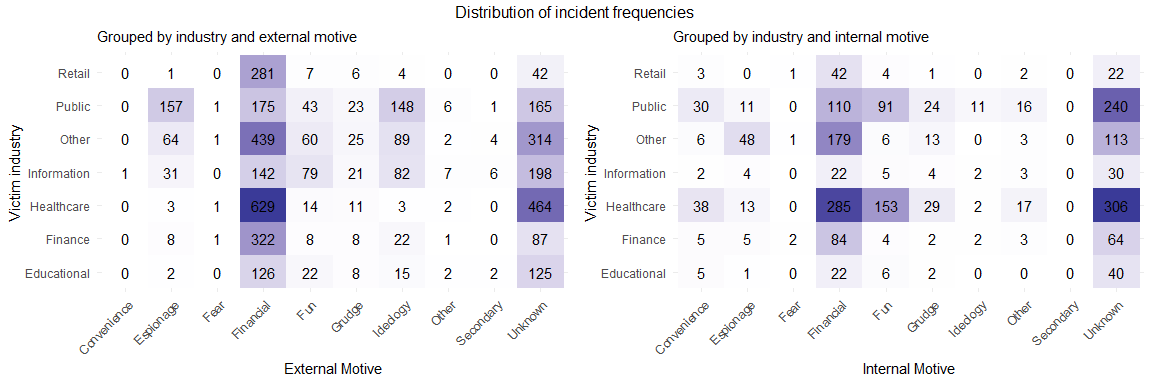 Distribution of incident frequencies
Grouped by industry and external motive
Victim industry
Retail 0 1 0 281 7 6 4 0 0 42
Public 0 157 1 175 43 23 148 6 1 165
Other 0 64 1 439 60 25 89 2 4 314
Information 1 31 0 142 79 21 82 7 6 198
Healthcare 0 3 1 629 14 11 3 2 0 464
Finance 0 8 1 322 8 8 22 1 0 87
Educational 0 2 0 126 22 8 15 2 2 125
Convenience Espionage Fear Financial Fun Grudge Ideology Other Secondary Unknown
External Motive
Grouped by industry and internal motive
Victim industry
Retail 3 0 1 42 4 1 0 2 0 22
Public 30 11 0 110 91 24 11 16 0 240
Other 6 48 1 179 6 13 0 3 0 113
Information 2 4 0 22 5 4 2 3 0 30
Healthcare 38 13 0 285 153 29 2 17 0 306
Finance 5 5 2 84 4 2 2 3 0 64
Educational 5 1 0 22 6 2 0 0 0 40
Convenience Espionage Fear Financial Fun Grudge Ideology Other Secondary Unknown
Internal Motive